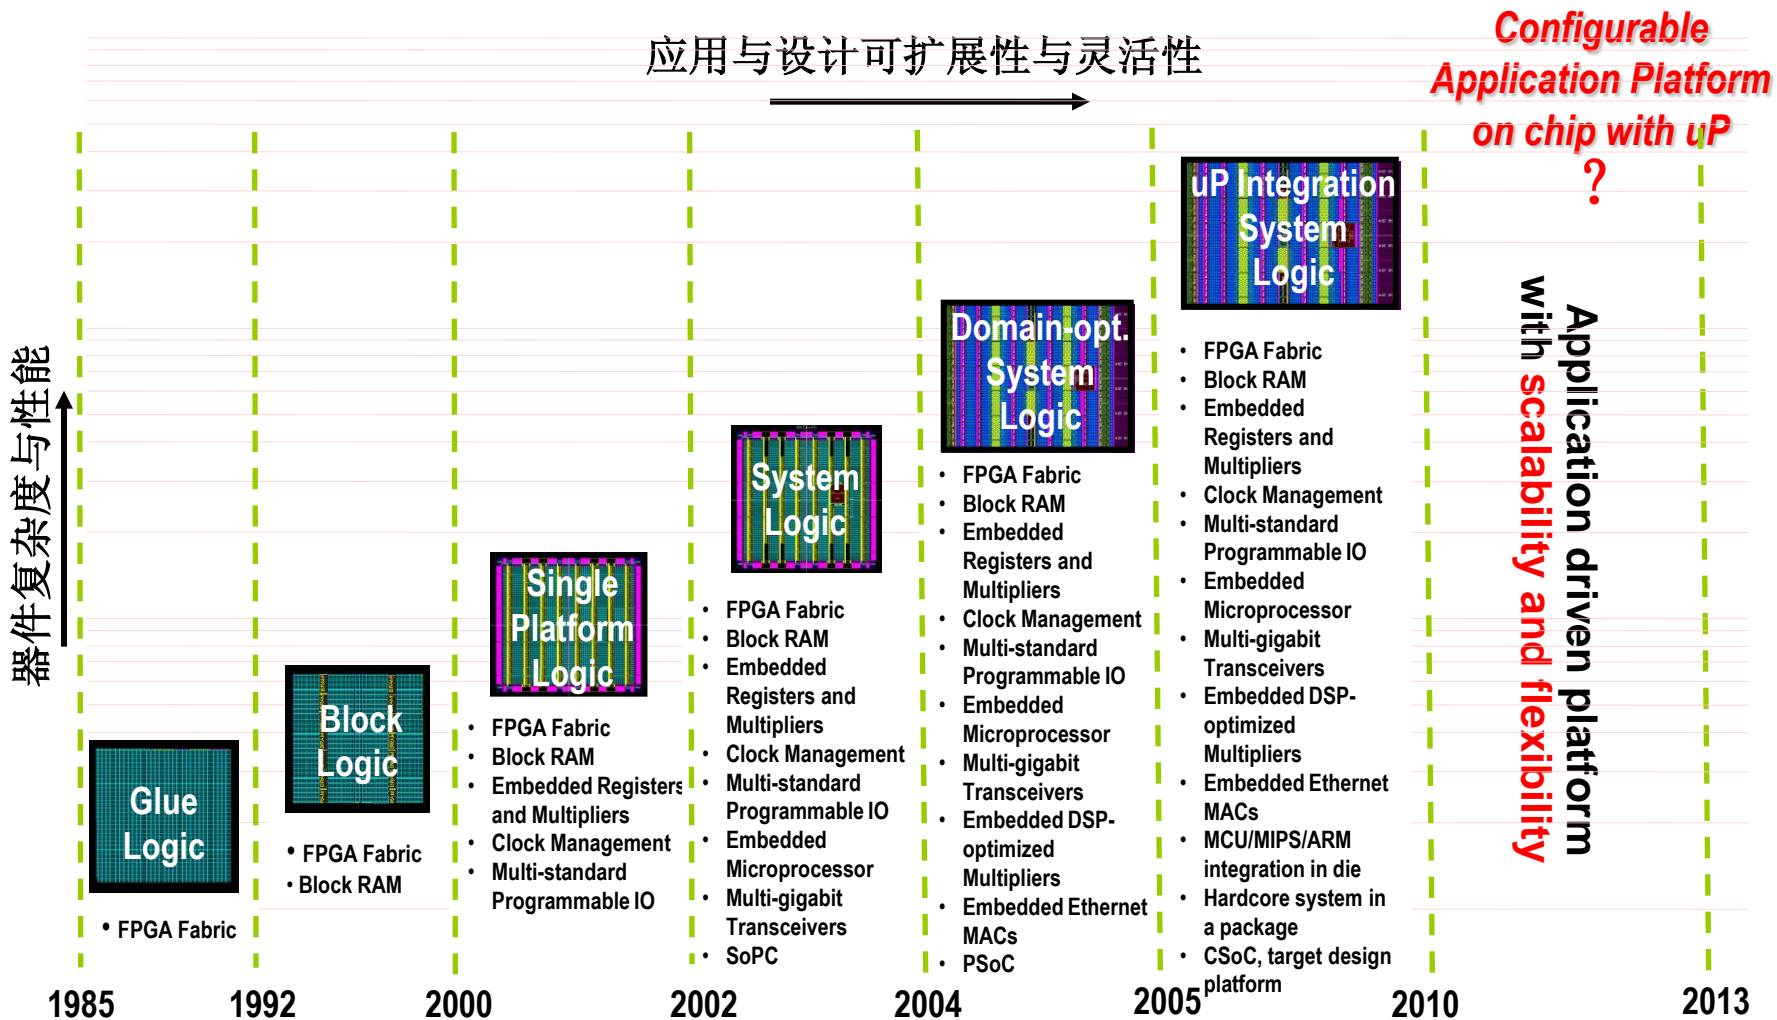 应用与设计可扩展性与灵活性
Configurable
Application Platform
on chip with uP
?
器件复杂度与性能
Glue
Logic
• FPGA Fabric
Block
Logic
• FPGA Fabric
• Block RAM
Single
Platform
Logic
• FPGA Fabric
• Block RAM
• Embedded Registers
and Multipliers
• Clock Management
• Multi-standard
Programmable IO
System
Logic
• FPGA Fabric
• Block RAM
• Embedded
Registers and
Multipliers
• Clock Management
• Multi-standard
Programmable IO
• Embedded
Microprocessor
• Multi-gigabit
Transceivers
• SoPC
Domain-opt.
System
Logic
• FPGA Fabric
• Block RAM
• Embedded
Registers and
Multipliers
• Clock Management
• Multi-standard
Programmable IO
• Embedded
Microprocessor
• Multi-gigabit
Transceivers
• Embedded DSP-
optimized
Multipliers
• Embedded Ethernet
MACs
• PSoC
uP Integration
System
Logic
• FPGA Fabric
• Block RAM
• Embedded
Registers and
Multipliers
• Clock Management
• Multi-standard
Programmable IO
• Embedded
Microprocessor
• Multi-gigabit
Transceivers
• Embedded DSP-
optimized
Multipliers
• Embedded Ethernet
MACs
• MCU/MIPS/ARM
integration in die
• Hardcore system in
a package
• CSoC, target design
platform
Application driven platform
with scalability and flexibility
1985
1992
2000
2002
2004
2005
2010
2013